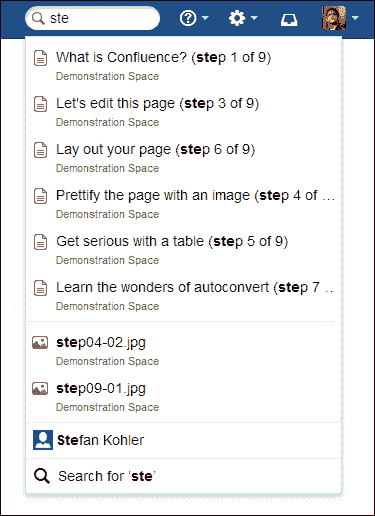 ste
What is Confluence? (step 1 of 9)
Demonstration Space
Let's edit this page (step 3 of 9)
Demonstration Space
Lay out your page (step 6 of 9)
Demonstration Space
Prettify the page with an image (step 4 of …
Demonstration Space
Get serious with a table (step 5 of 9)
Demonstration Space
Learn the wonders of autoconvert (step 7 ..
Demonstration Space
step04-02.jpg
Demonstration Space
step09-01.jpg
Demonstration Space
Stefan Kohler
Search for ‘ste’